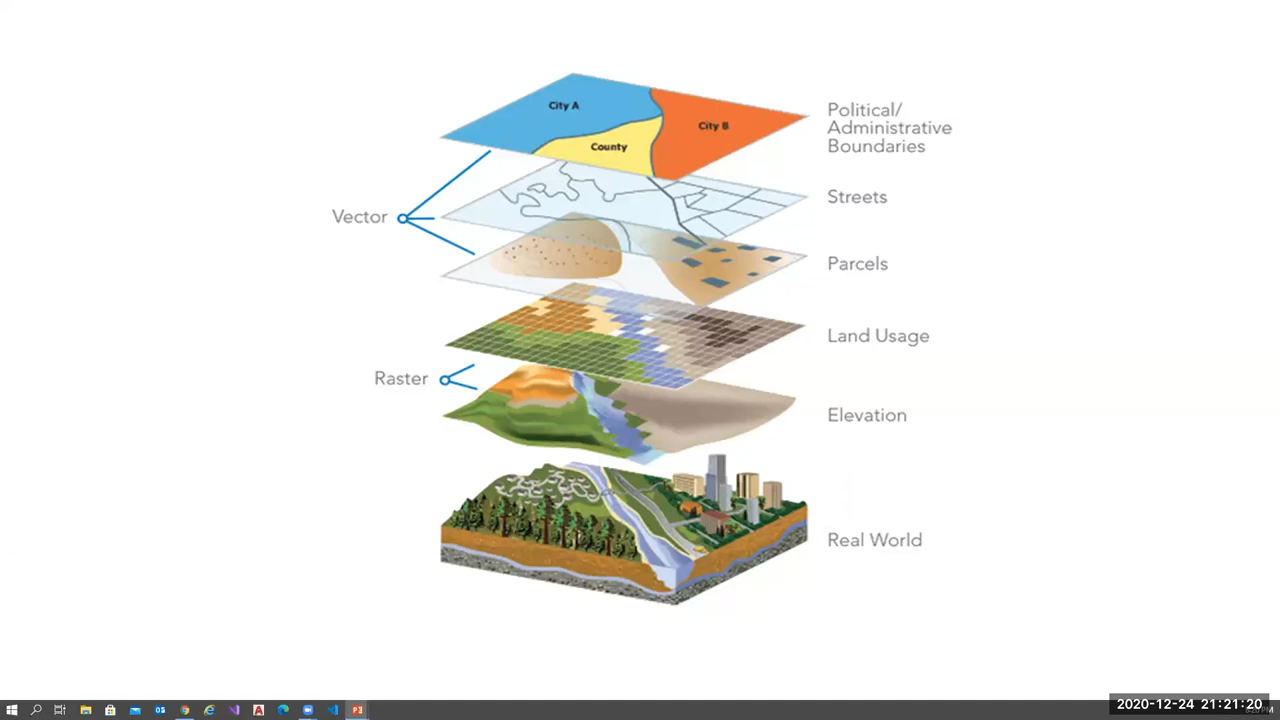 City A
City B
County
Political/
Administrative
Boundaries
Streets
Vector
Parcels
Land Usage
Raster
Elevation
Real World
2020-12-24 21:21:20